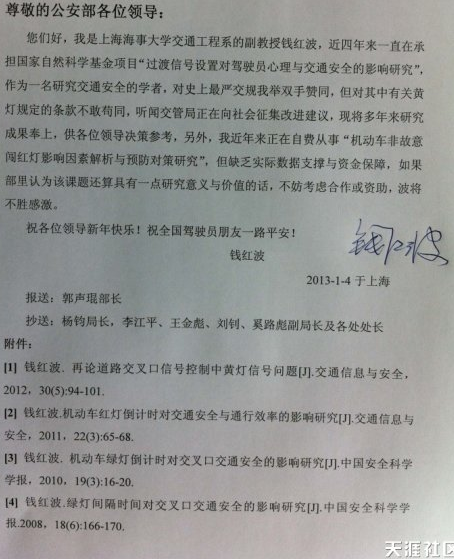 尊敬的公安部各位领导：
您们好，我是上海海事大学交通工程系的副教授钱红波，近四年来一直在承
担国家自然科学基金项目“过渡信号设置对驾驶员心理与交通安全的影响研究”，
作为一名研究交通安全的学者，对史上最严交规我举双手赞同，但对其中有关黄
灯规定的条款不敢苟同，听闻交管局正在向社会征集改进建议，现将多年来研究
成果奉上，供各位领导决策参考，另外，我近年来正在自费从事“机动车非故意
闯红灯影响因素解析与预防对策研究”，但缺乏实际数据支撑与资金保障，如果
部里认为该课题还算具有一点研究意义与价值的话，不妨考虑合作或资助，波将
不胜感激。
祝各位领导新年快乐！祝全国驾驶员朋友一路平安！
钱红波
钱红波
2013-1-4 于上海
报送：郭声琨部长
抄送：杨钧局长，李江平、王金彪、刘钊、奚路彪副局长及各处处长
附件：
[1] 钱红波. 再论道路交叉口信号控制中黄灯信号问题[J].交通信息与安全，
2012，30(5):94-101.
[2] 钱红波.机动车红灯倒计时对交通安全与通行效率的影响研究[J].交通信息与
安全，2011，22(3):65-68.
[3] 钱红波. 机动车绿灯倒计时对交叉口交通安全的影响研究[J].中国安全科学
学报，2010，19(3):16-20.
[4] 钱红波.绿灯间隔时间对交叉口交通安全的影响研究[J].中国安全科学学
报.2008，18(6):166-170.
天涯社区